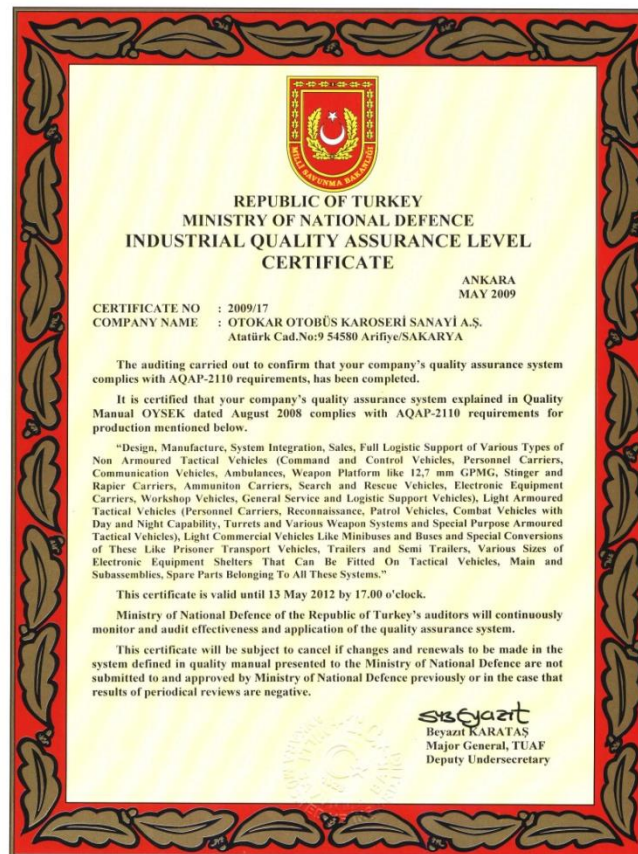 MİLLİ SAVUNMA BAKANLIĞI
REPUBLIC OF TURKEY
MINISTRY OF NATIONAL DEFENCE
INDUSTRIAL QUALITY ASSURANCE LEVEL
CERTIFICATE
ANKARA
MAY 2009
CERTIFICATE NO : 2009/17
COMPANY NAME : OTOKAR OTOBÜS KAROSERİ SANAYİ A.Ş.
Atatürk Cad.No:9 54580 Arifiye/SAKARYA
The auditing carried out to confirm that your company's quality assurance system
complies with AQAP-2110 requirements, has been completed.
It is certified that your company's quality assurance system explained in Quality
Manual OYSEK dated August 2008 complies with AQAP-2110 requirements for
production mentioned below.
"Design, Manufacture, System Integration, Sales, Full Logistic Support of Various Types of
Non Armoured Tactical Vehicles (Command and Control Vehicles, Personnel Carriers,
Communication Vehicles, Ambulances, Weapon Platform like 12,7 mm GPMG, Stinger and
Rapier Carriers, Ammuniton Carriers, Search and Rescue Vehicles, Electronic Equipment
Carriers, Workshop Vehicles, General Service and Logistic Support Vehicles), Light Armoured
Tactical Vehicles (Personnel Carriers, Reconnaissance, Patrol Vehicles, Combat Vehicles with
Day and Night Capability, Turrets and Various Weapon Systems and Special Purpose Armoured
Tactical Vehicles), Light Commercial Vehicles Like Minibuses and Buses and Special Conversions
of These Like Prisoner Transport Vehicles, Trailers and Semi Trailers, Various Sizes of
Electronic Equipment Shelters That Can Be Fitted On Tactical Vehicles, Main and
Subassemblies, Spare Parts Belonging To All These Systems."
This certificate is valid until 13 May 2012 by 17.00 o'clock.
Ministry of National Defence of the Republic of Turkey's auditors will continuously
monitor and audit effectiveness and application of the quality assurance system.
This certificate will be subject to cancel if changes and renewals to be made in the
system defined in quality manual presented to the Ministry of National Defence are not
submitted to and approved by Ministry of National Defence previously or in the case that
results of periodical reviews are negative.
Beyazıt KARATAŞ
Major General, TUAF
Deputy Undersecretary